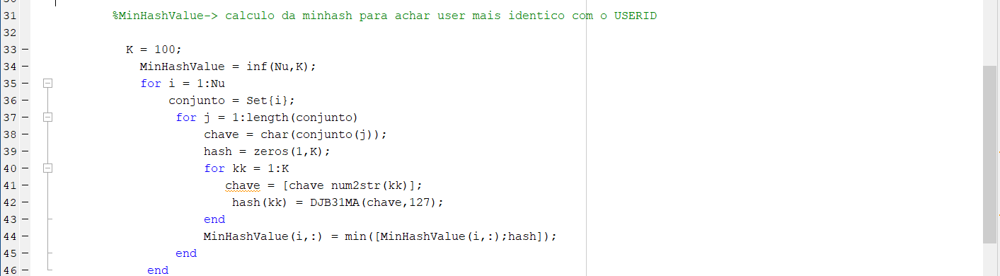 31 %MinHashValue-> calculo da minhash para achar user mais identico com o USERID
32
33 — K = 100;
34 — MinHashValue = inf(Nu,K);
35 — for i = 1:Nu
36 — conjunto = Set{i};
37 — for j = 1:length(conjunto)
38 — chave = char(conjunto(j));
39 — hash = zeros(1,K);
40 — for kk = 1:K
41 — chave = [chave num2str(kk)];
42 — hash(kk) = DJB31MA(chave,127);
43 — end
44 — MinHashValue(i,:) = min([MinHashValue(i,:);hash]);
45 — end
46 — end